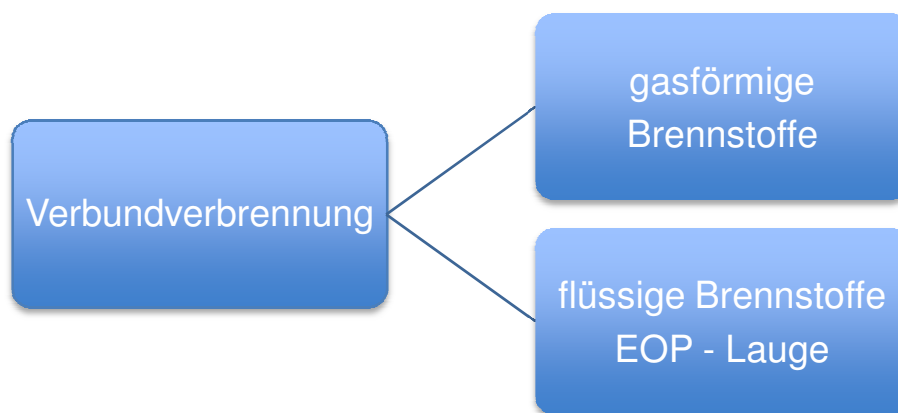 Verbundverbrennung
gasförmige
Brennstoffe
flüssige Brennstoffe
EOP - Lauge